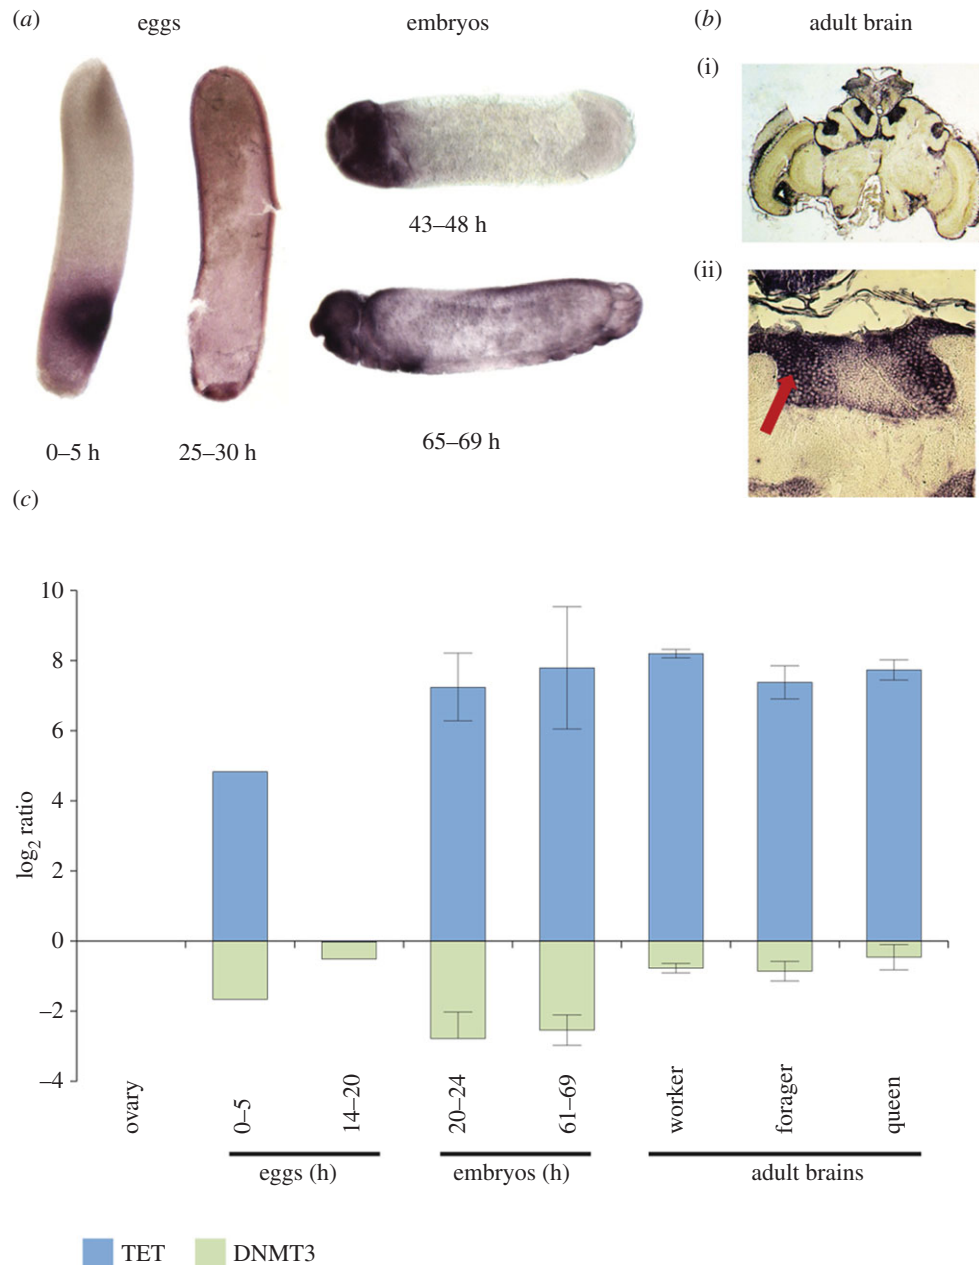 (a)
eggs
embryos
(b)
adult brain
(i)
43–48 h
(ii)
0–5 h
25–30 h
65–69 h
(c)
10
8
6
4
2
0
−2
−4
log2 ratio
ovary
0–5
14–20
20–24
61–69
worker
forager
queen
eggs (h)
embryos (h)
adult brains
TET
DNMT3